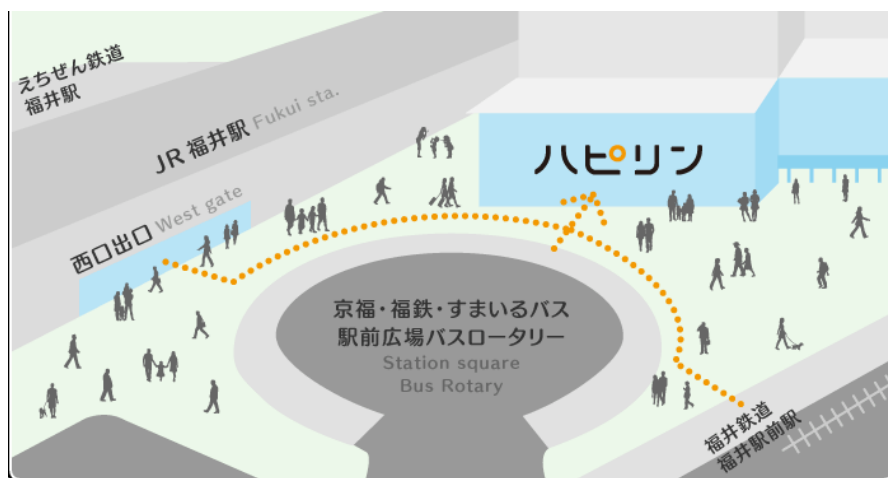 えちぜん鉄道
福井駅
JR 福井駅 Fukui sta.
西口出口 West gate
ハピリン
京福・福鉄・すまいるバス
駅前広場バスロータリー
Station square
Bus Rotary
福井鉄道
福井駅前駅